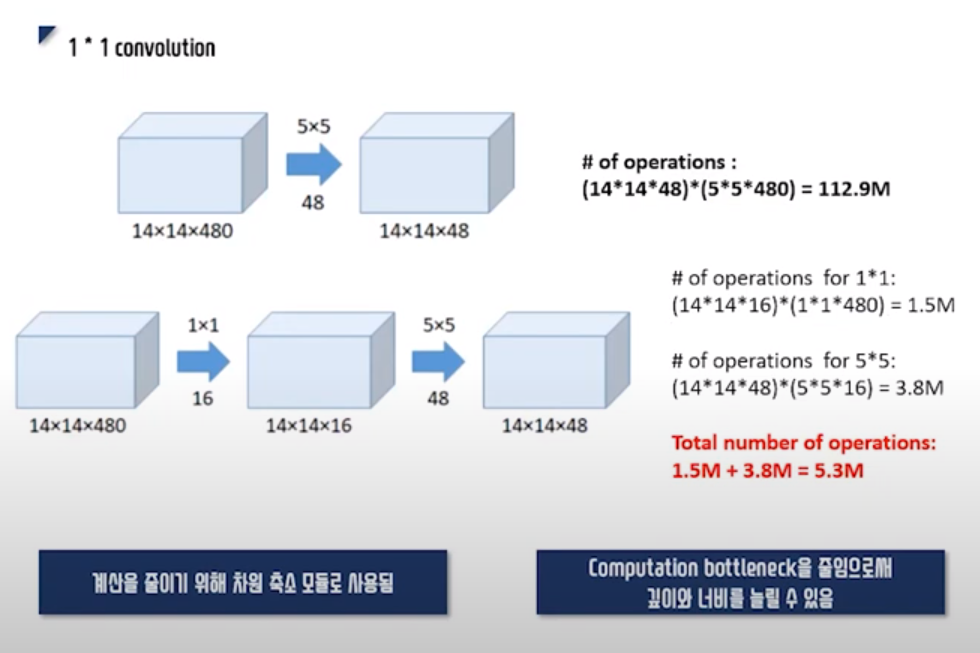 1 * 1 convolution
5×5
48
14×14×480
14×14×48
# of operations :
(14*14*48)*(5*5*480) = 112.9M
1×1
16
5×5
48
14×14×480
14×14×16
14×14×48
# of operations for 1*1:
(14*14*16)*(1*1*480) = 1.5M
# of operations for 5*5:
(14*14*48)*(5*5*16) = 3.8M
Total number of operations:
1.5M + 3.8M = 5.3M
계산을 줄이기 위해 차원 축소 모듈로 사용됨
Computation bottleneck을 줄임으로써
깊이와 너비를 늘릴 수 있음